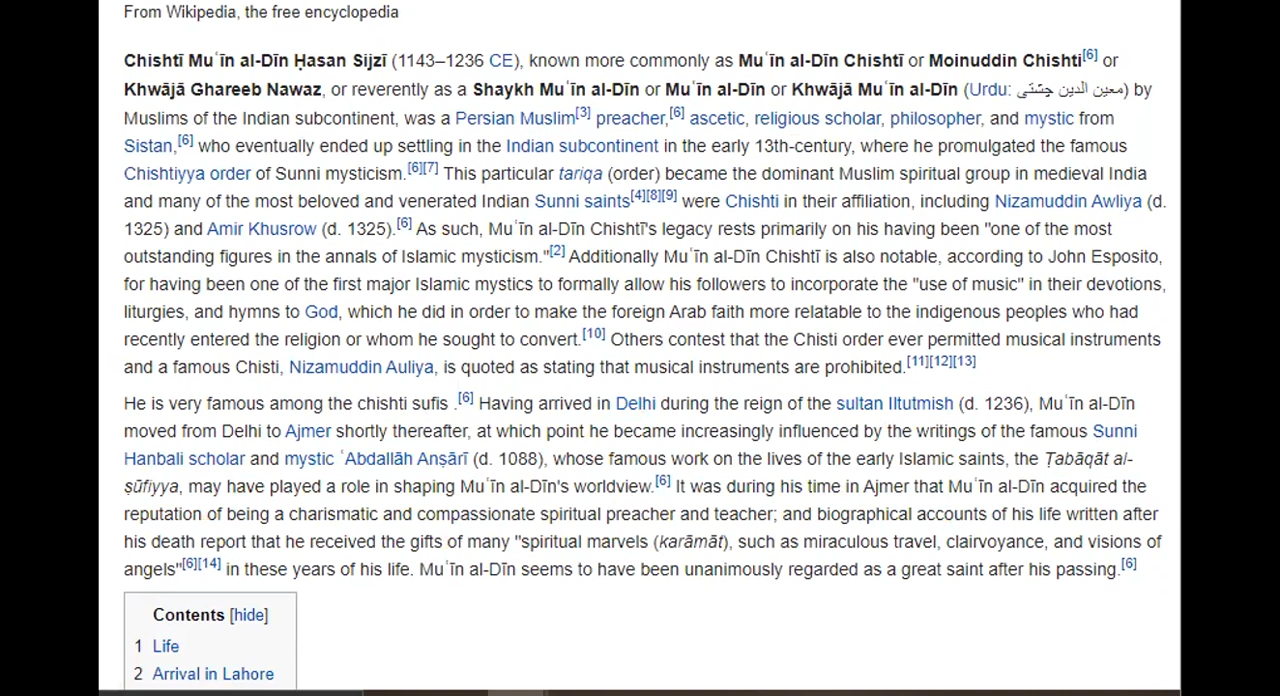 From Wikipedia, the free encyclopedia
Chishtī Muʿīn al-Dīn Ḥasan Sijzī (1143–1236 CE), known more commonly as Muʿīn al-Dīn Chishtī or Moinuddin Chishti[6] or
Khwājā Ghareeb Nawaz, or reverently as a Shaykh Muʿīn al-Dīn or Muʿīn al-Dīn or Khwājā Muʿīn al-Dīn (Urdu: معین الدین چشتی) by
Muslims of the Indian subcontinent, was a Persian Muslim[3] preacher,[6] ascetic, religious scholar, philosopher, and mystic from
Sistan,[6] who eventually ended up settling in the Indian subcontinent in the early 13th-century, where he promulgated the famous
Chishtiyya order of Sunni mysticism.[6][7] This particular tariqa (order) became the dominant Muslim spiritual group in medieval India
and many of the most beloved and venerated Indian Sunni saints[4][8][9] were Chishti in their affiliation, including Nizamuddin Awliya (d.
1325) and Amir Khusrow (d. 1325).[6] As such, Muʿīn al-Dīn Chishtī's legacy rests primarily on his having been "one of the most
outstanding figures in the annals of Islamic mysticism."[2] Additionally Muʿīn al-Dīn Chishtī is also notable, according to John Esposito,
for having been one of the first major Islamic mystics to formally allow his followers to incorporate the "use of music" in their devotions,
liturgies, and hymns to God, which he did in order to make the foreign Arab faith more relatable to the indigenous peoples who had
recently entered the religion or whom he sought to convert.[10] Others contest that the Chisti order ever permitted musical instruments
and a famous Chisti, Nizamuddin Auliya, is quoted as stating that musical instruments are prohibited.[11][12][13]
He is very famous among the chishti sufis .[6] Having arrived in Delhi during the reign of the sultan Iltutmish (d. 1236), Muʿīn al-Dīn
moved from Delhi to Ajmer shortly thereafter, at which point he became increasingly influenced by the writings of the famous Sunni
Hanbali scholar and mystic ʿAbdallāh Anṣārī (d. 1088), whose famous work on the lives of the early Islamic saints, the Ṭabāqāt al-
ṣūfiyya, may have played a role in shaping Muʿīn al-Dīn's worldview.[6] It was during his time in Ajmer that Muʿīn al-Dīn acquired the
reputation of being a charismatic and compassionate spiritual preacher and teacher; and biographical accounts of his life written after
his death report that he received the gifts of many "spiritual marvels (karāmāt), such as miraculous travel, clairvoyance, and visions of
angels"[6][14] in these years of his life. Muʿīn al-Dīn seems to have been unanimously regarded as a great saint after his passing.[6]
Contents [hide]
1 Life
2 Arrival in Lahore